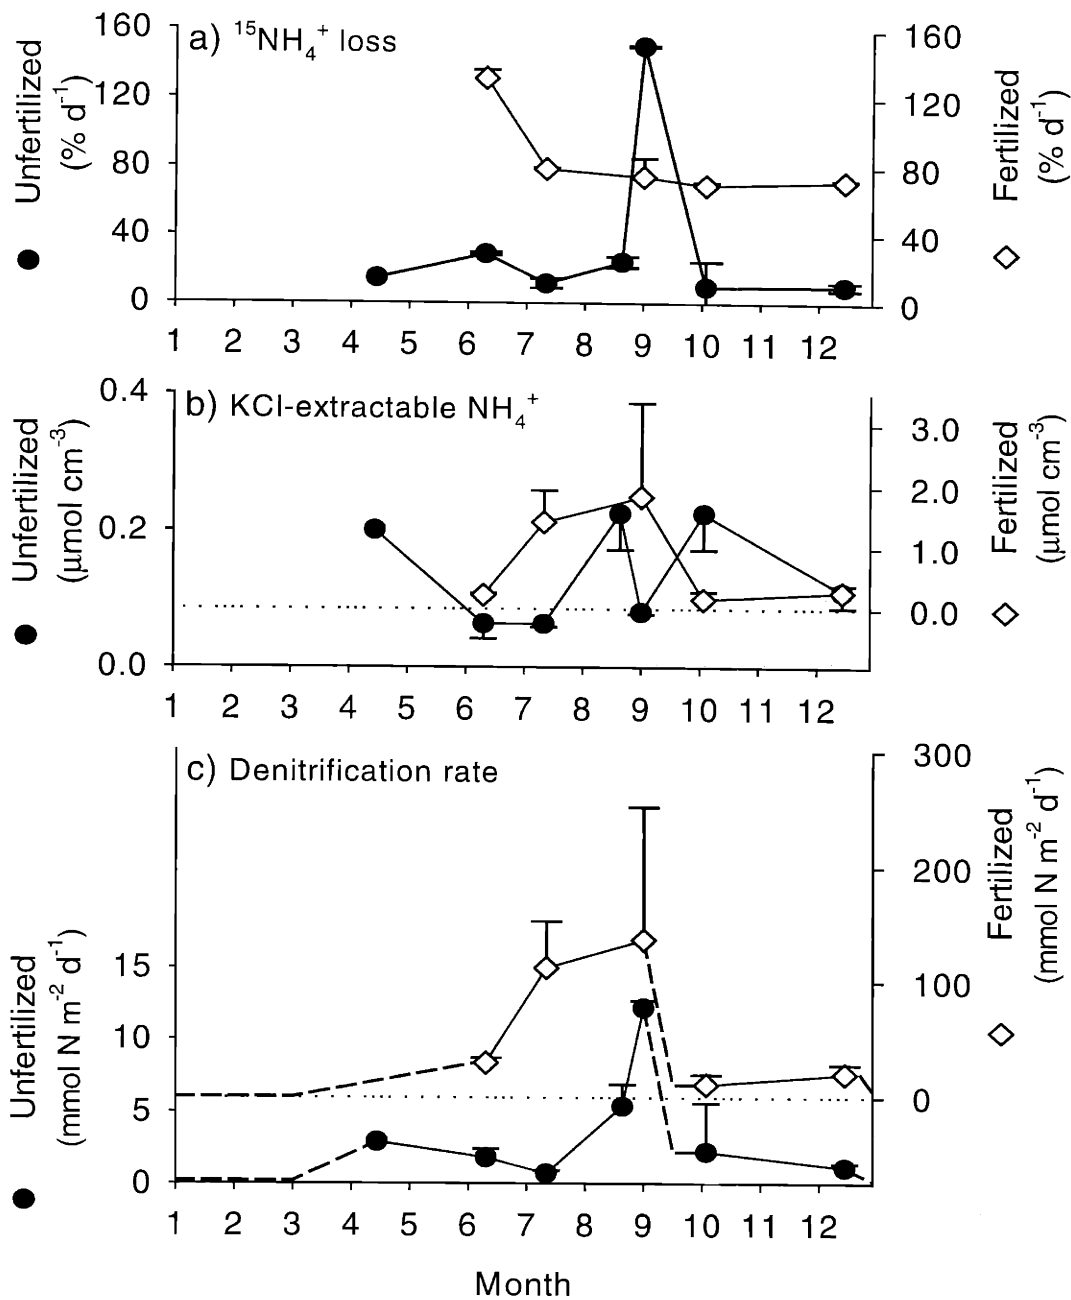 a) ¹⁵NH₄⁺ loss
Unfertilized
(% d⁻¹)
160
120
80
40
0
160
120
80
40
0
Fertilized
(% d⁻¹)
1 2 3 4 5 6 7 8 9 10 11 12
b) KCl-extractable NH₄⁺
Unfertilized
(μmol cm⁻³)
0.4
0.2
0.0
3.0
2.0
1.0
0.0
Fertilized
(μmol cm⁻³)
1 2 3 4 5 6 7 8 9 10 11 12
c) Denitrification rate
Unfertilized
(mmol N m⁻² d⁻¹)
15
10
5
0
300
200
100
0
Fertilized
(mmol N m⁻² d⁻¹)
1 2 3 4 5 6 7 8 9 10 11 12
Month